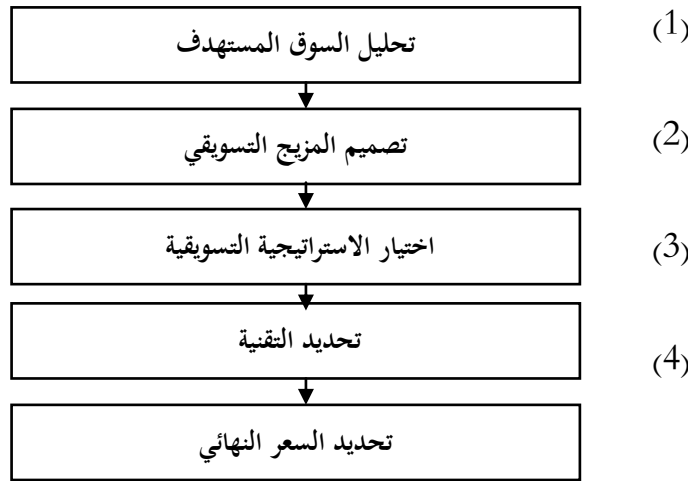 تحليل السوق المستهدف
(1)
تصميم المزيج التسويقي
(2)
اختيار الاستراتيجية التسويقية
(3)
تحديد التقنية
(4)
تحديد السعر النهائي